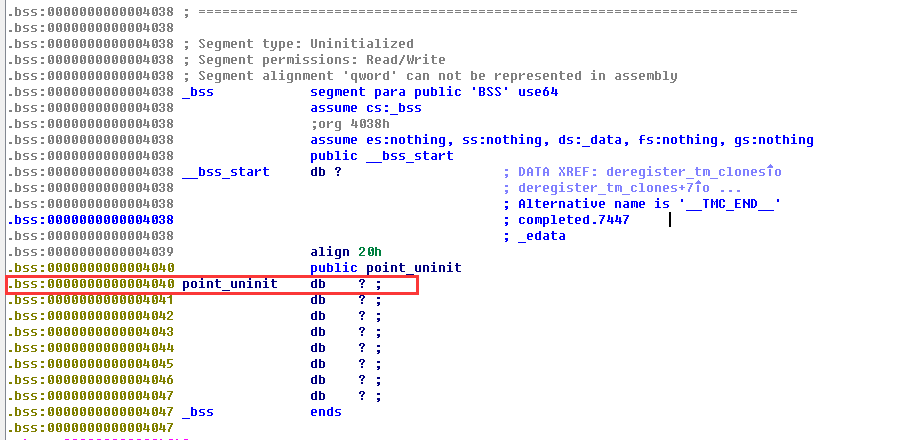 .bss:0000000000004038 ; ===========================================================================
.bss:0000000000004038
.bss:0000000000004038 ; Segment type: Uninitialized
.bss:0000000000004038 ; Segment permissions: Read/Write
.bss:0000000000004038 ; Segment alignment 'qword' can not be represented in assembly
.bss:0000000000004038 _bss segment para public 'BSS' use64
.bss:0000000000004038 assume cs:_bss
.bss:0000000000004038 ;org 4038h
.bss:0000000000004038 assume es:nothing, ss:nothing, ds:_data, fs:nothing, gs:nothing
.bss:0000000000004038 public __bss_start
.bss:0000000000004038 __bss_start db ? ; DATA XREF: deregister_tm_clones↑o
.bss:0000000000004038 ; deregister_tm_clones+7↑o ...
.bss:0000000000004038 ; Alternative name is '__TMC_END__'
.bss:0000000000004038 ; completed.7447
.bss:0000000000004038 ; _edata
.bss:0000000000004039 align 20h
.bss:0000000000004040 public point_uninit
.bss:0000000000004040 point_uninit db ? ;
.bss:0000000000004041 db ? ;
.bss:0000000000004042 db ? ;
.bss:0000000000004043 db ? ;
.bss:0000000000004044 db ? ;
.bss:0000000000004045 db ? ;
.bss:0000000000004046 db ? ;
.bss:0000000000004047 db ? ;
.bss:0000000000004047 _bss ends
.bss:0000000000004047